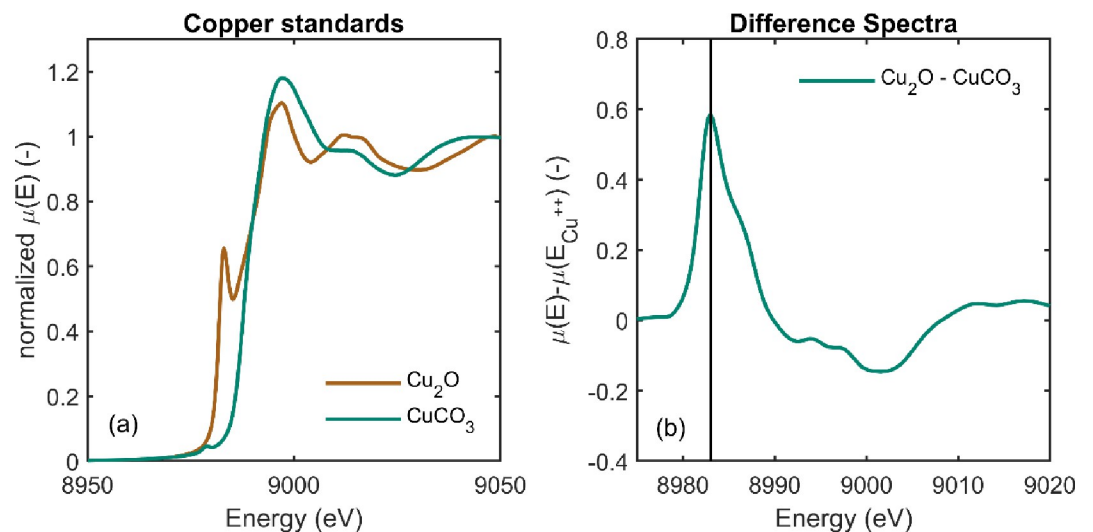 Copper standards
normalized μ(E) (-)
1.2
1
0.8
0.6
0.4
0.2
0
Cu₂O
CuCO₃
(a)
8950
9000
9050
Energy (eV)
Difference Spectra
μ(E)-μ(E_Cu⁺⁺) (-)
0.8
0.6
0.4
0.2
0
-0.2
-0.4
Cu₂O - CuCO₃
(b)
8980
8990
9000
9010
9020
Energy (eV)